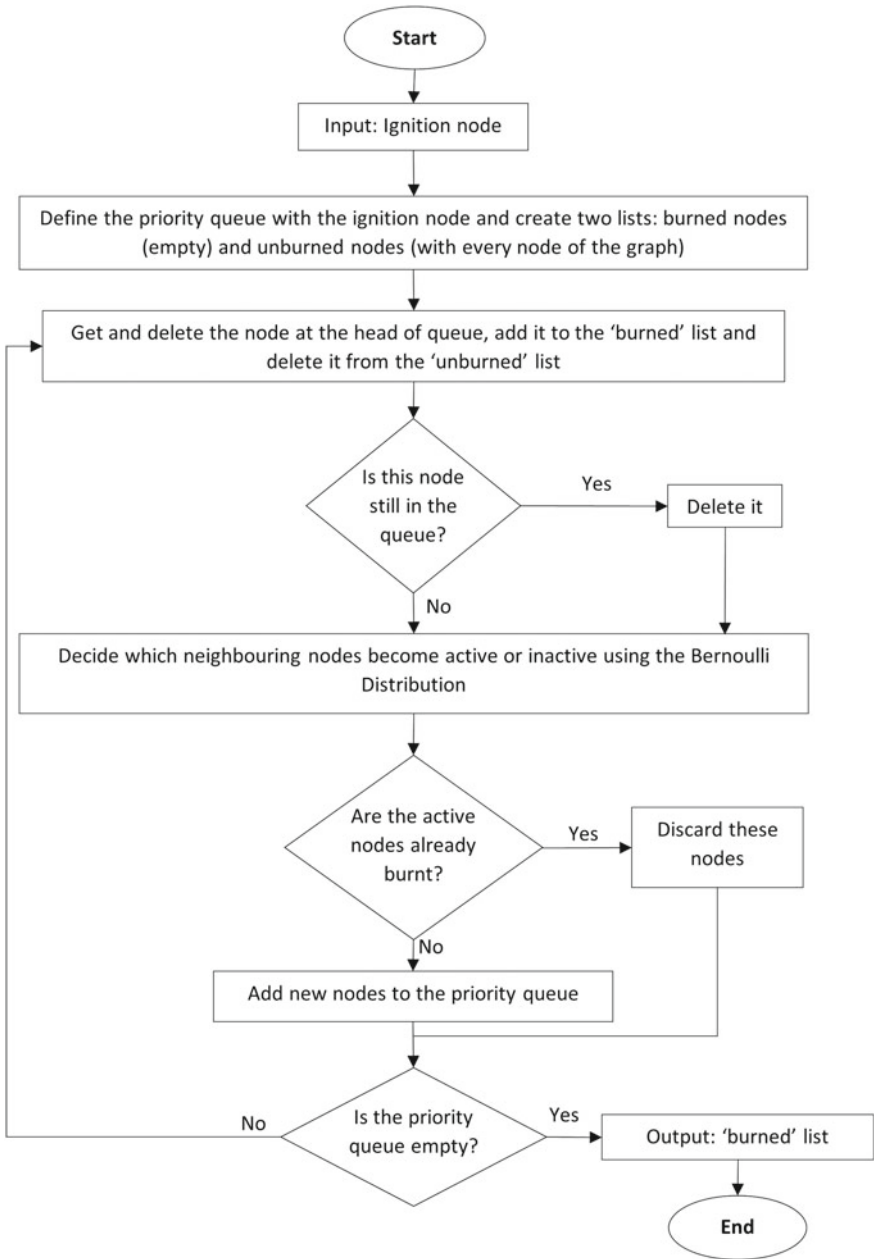 Start
Input: Ignition node
Define the priority queue with the ignition node and create two lists: burned nodes
(empty) and unburned nodes (with every node of the graph)
Get and delete the node at the head of queue, add it to the ‘burned’ list and
delete it from the ‘unburned’ list
Is this node
still in the
queue?
Yes
Delete it
No
Decide which neighbouring nodes become active or inactive using the Bernoulli
Distribution
Are the active
nodes already
burnt?
Yes
Discard these
nodes
No
Add new nodes to the priority queue
Is the priority
queue empty?
No
Yes
Output: ‘burned’ list
End